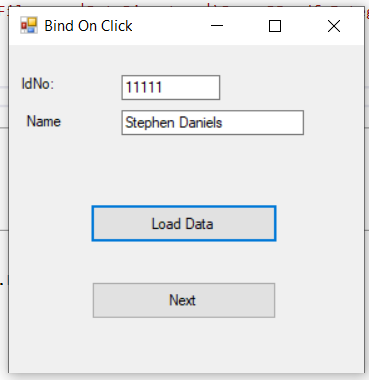 Bind On Click
IdNo: 11111
Name Stephen Daniels
Load Data
Next